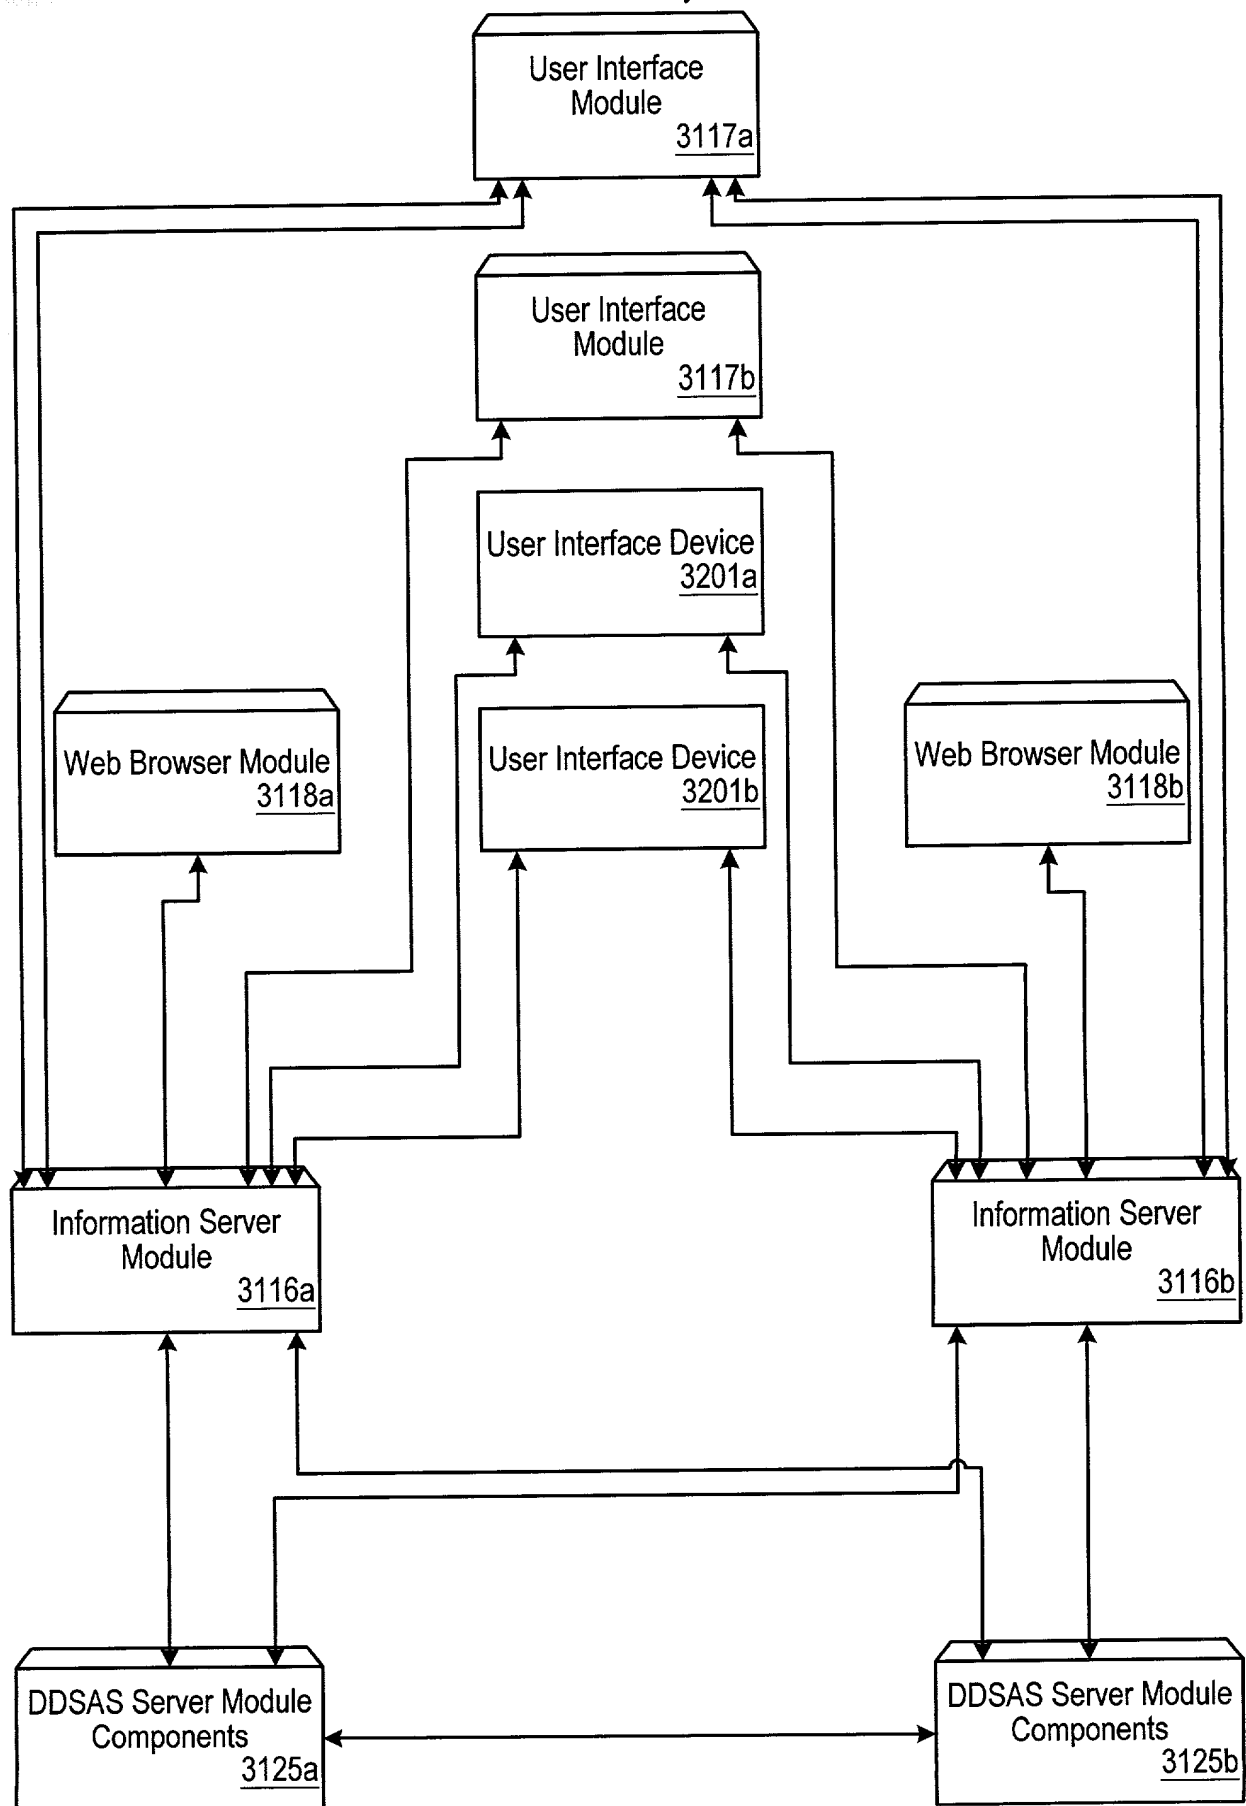 User Interface
Module
3117a
User Interface
Module
3117b
User Interface Device
3201a
Web Browser Module
3118a
User Interface Device
3201b
Web Browser Module
3118b
Information Server
Module
3116a
Information Server
Module
3116b
DDSAS Server Module
Components
3125a
DDSAS Server Module
Components
3125b